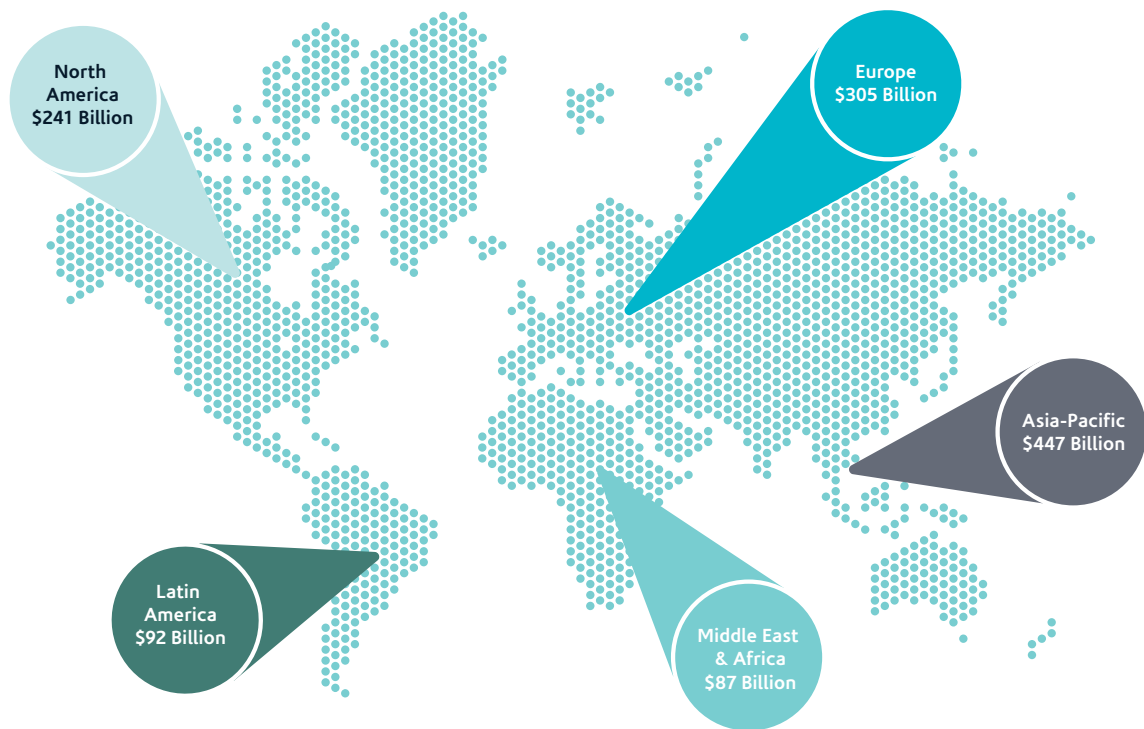 North
America
$241 Billion
Europe
$305 Billion
Asia-Pacific
$447 Billion
Latin
America
$92 Billion
Middle East
& Africa
$87 Billion